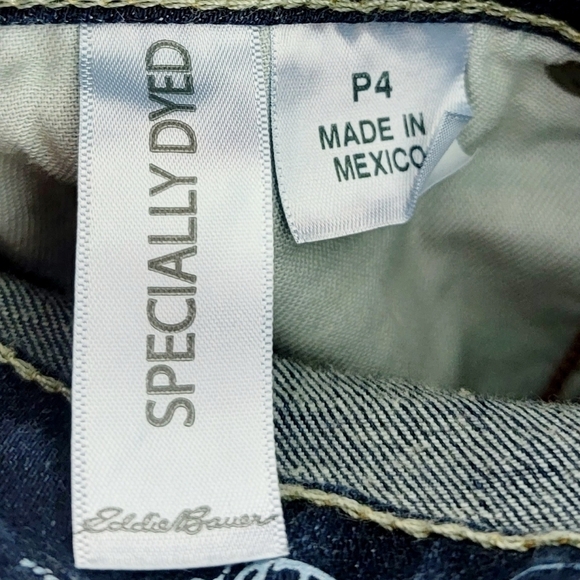 SPECIALLY DYED
Eddie Bauer
P4
MADE IN
MEXICO